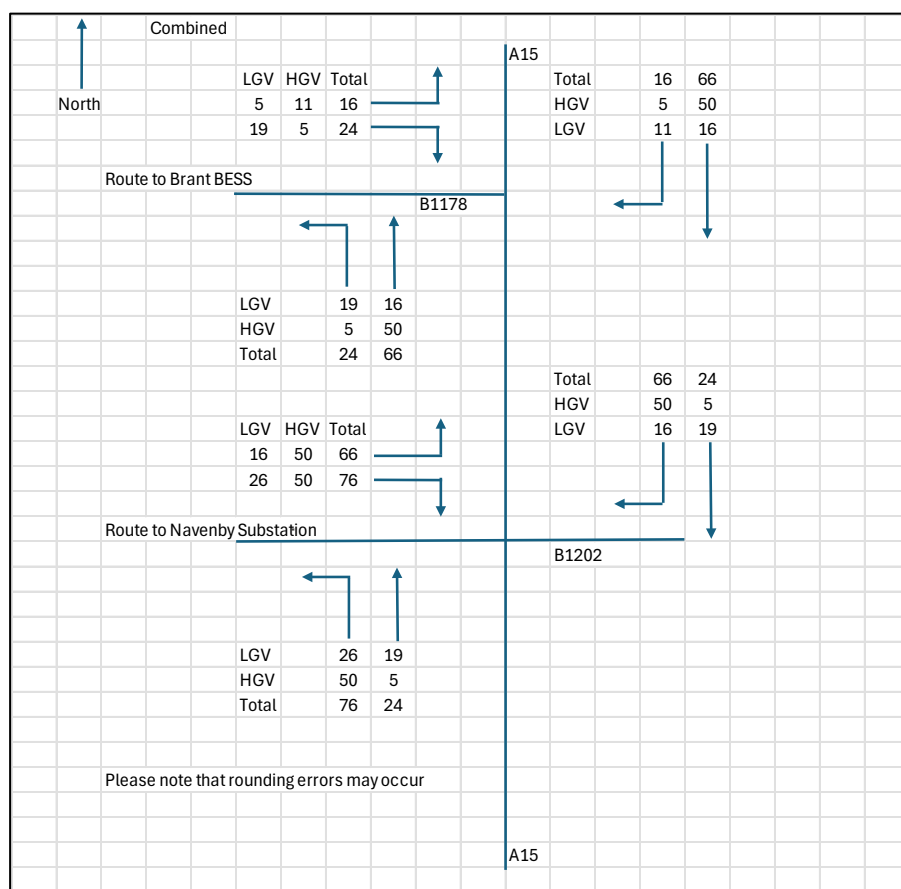 Combined
A15
LGV HGV Total
Total 16 66
North
5 11 16
HGV 5 50
19 5 24
LGV 11 16
Route to Brant BESS
B1178
LGV 19 16
HGV 5 50
Total 24 66
Total 66 24
HGV 50 5
LGV HGV Total
LGV 16 19
16 50 66
26 50 76
Route to Navenby Substation
B1202
LGV 26 19
HGV 50 5
Total 76 24
Please note that rounding errors may occur
A15